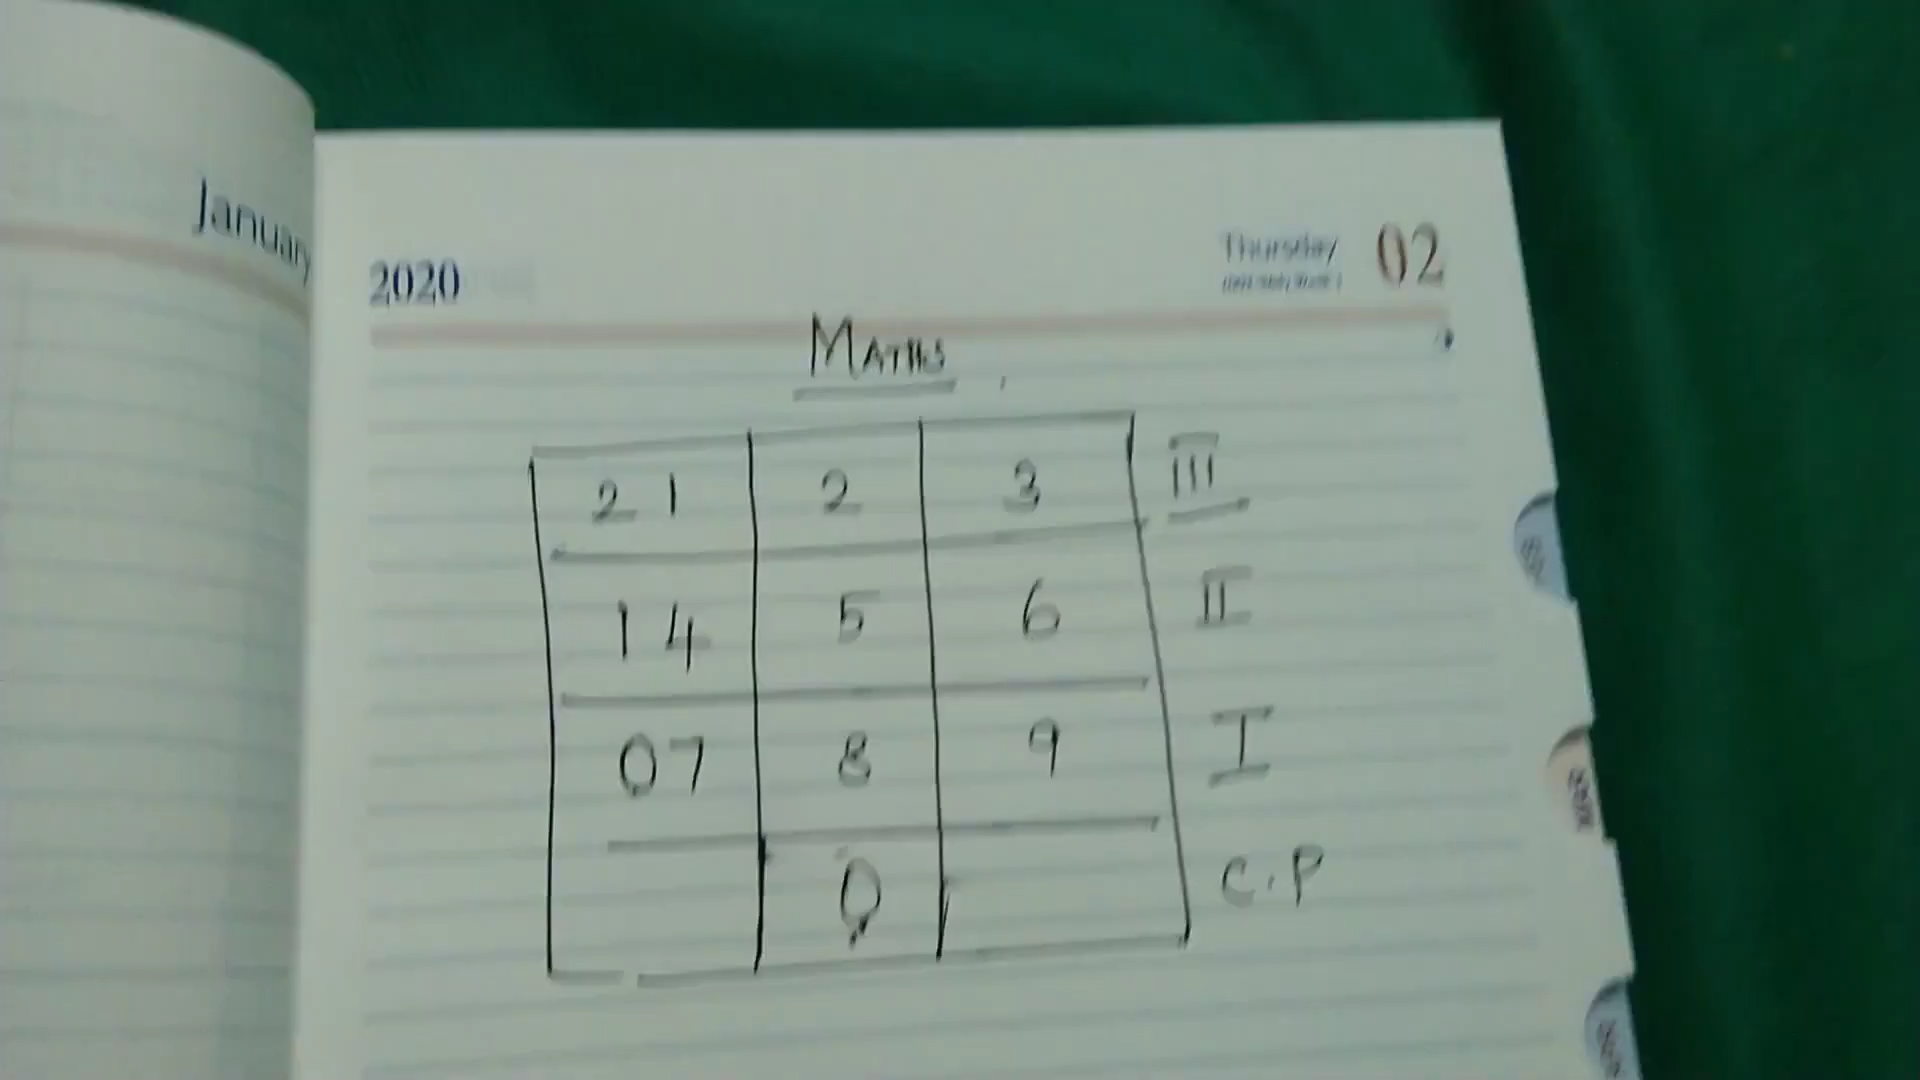 January
2020
Thursday 02
MATHS
21 2 3 III
14 5 6 II
07 8 9 I
0 C.P